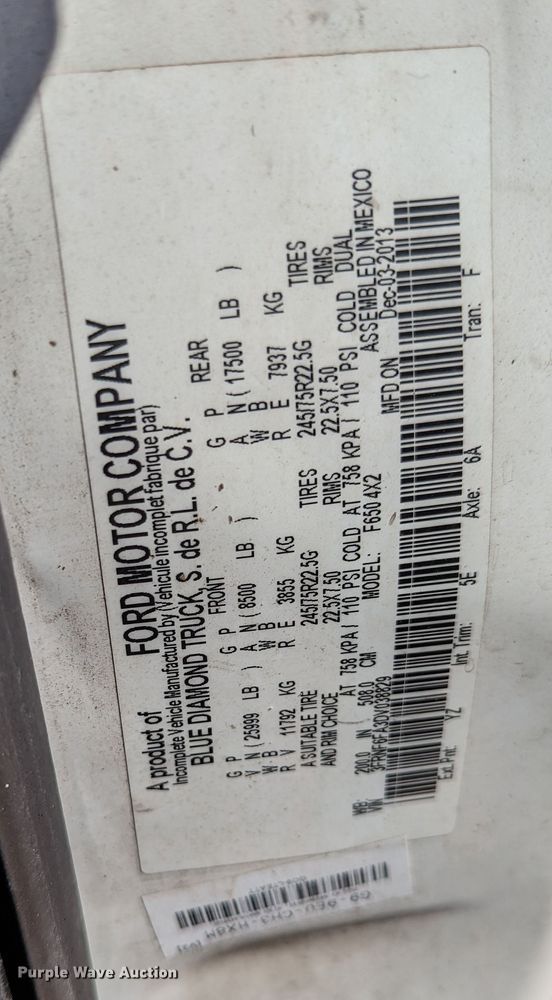 A product of FORD MOTOR COMPANY
Incomplete Vehicle Manufactured by (Vehicule incomplet fabrique par)
BLUE DIAMOND TRUCK, S. de R.L. de C.V.
FRONT REAR
G P G P G P
V N ( 25999 LB ) A N ( 8500 LB ) A N ( 17500 LB )
W B W B W B
R V 11792 KG R E 3855 KG R E 7937 KG
A SUITABLE TIRE 245/75R22.5G TIRES 245/75R22.5G TIRES
AND RIM CHOICE 22.5X7.50 RIMS 22.5X7.50 RIMS
AT 758 KPA / 110 PSI COLD AT 758 KPA / 110 PSI COLD DUAL
WB: 200.0 IN ( 508.0 CM MODEL: F650 4X2 ASSEMBLED IN MEXICO
VIN MFD ON Dec-03-2013
Ext. Pnt: YZ Int. Trim: 5E Axle: 6A Tran: F
Purple Wave Auction